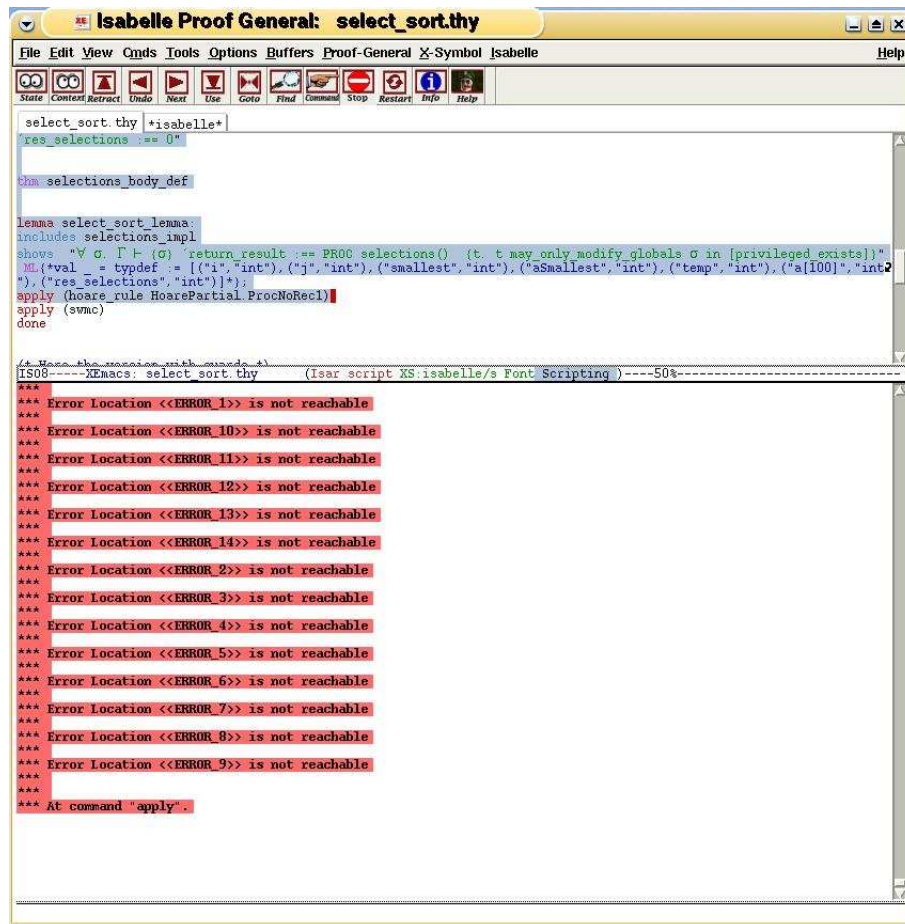 Isabelle Proof General: select_sort.thy
File Edit View Cmds Tools Options Buffers Proof-General X-Symbol Isabelle Help
State Context Retract Undo Next Use Goto Find Command Stop Restart Info Help
select_sort.thy *isabelle*
´res_selections :== 0"
thm selections_body_def
lemma select_sort_lemma:
includes selections_impl
shows "∀ σ. Γ ⊢ {σ} ´return_result :== PROC selections() {t. t may_only_modify_globals σ in [privileged_exists]}"
ML{*val _ = typdef := [("i","int"),("j","int"),("smallest","int"),("aSmallest","int"),("temp","int"),("a[100]","int
"),("res_selections","int")]*};
apply (hoare_rule HoarePartial.ProcNoRec1)
apply (swmc)
done
(* Here the version with guards *)
IS08-----XEmacs: select_sort.thy (Isar script XS:isabelle/s Font Scripting )----50%----
***
*** Error Location <<ERROR_1>> is not reachable
***
*** Error Location <<ERROR_10>> is not reachable
***
*** Error Location <<ERROR_11>> is not reachable
***
*** Error Location <<ERROR_12>> is not reachable
***
*** Error Location <<ERROR_13>> is not reachable
***
*** Error Location <<ERROR_14>> is not reachable
***
*** Error Location <<ERROR_2>> is not reachable
***
*** Error Location <<ERROR_3>> is not reachable
***
*** Error Location <<ERROR_4>> is not reachable
***
*** Error Location <<ERROR_5>> is not reachable
***
*** Error Location <<ERROR_6>> is not reachable
***
*** Error Location <<ERROR_7>> is not reachable
***
*** Error Location <<ERROR_8>> is not reachable
***
*** Error Location <<ERROR_9>> is not reachable
***
***
*** At command "apply".